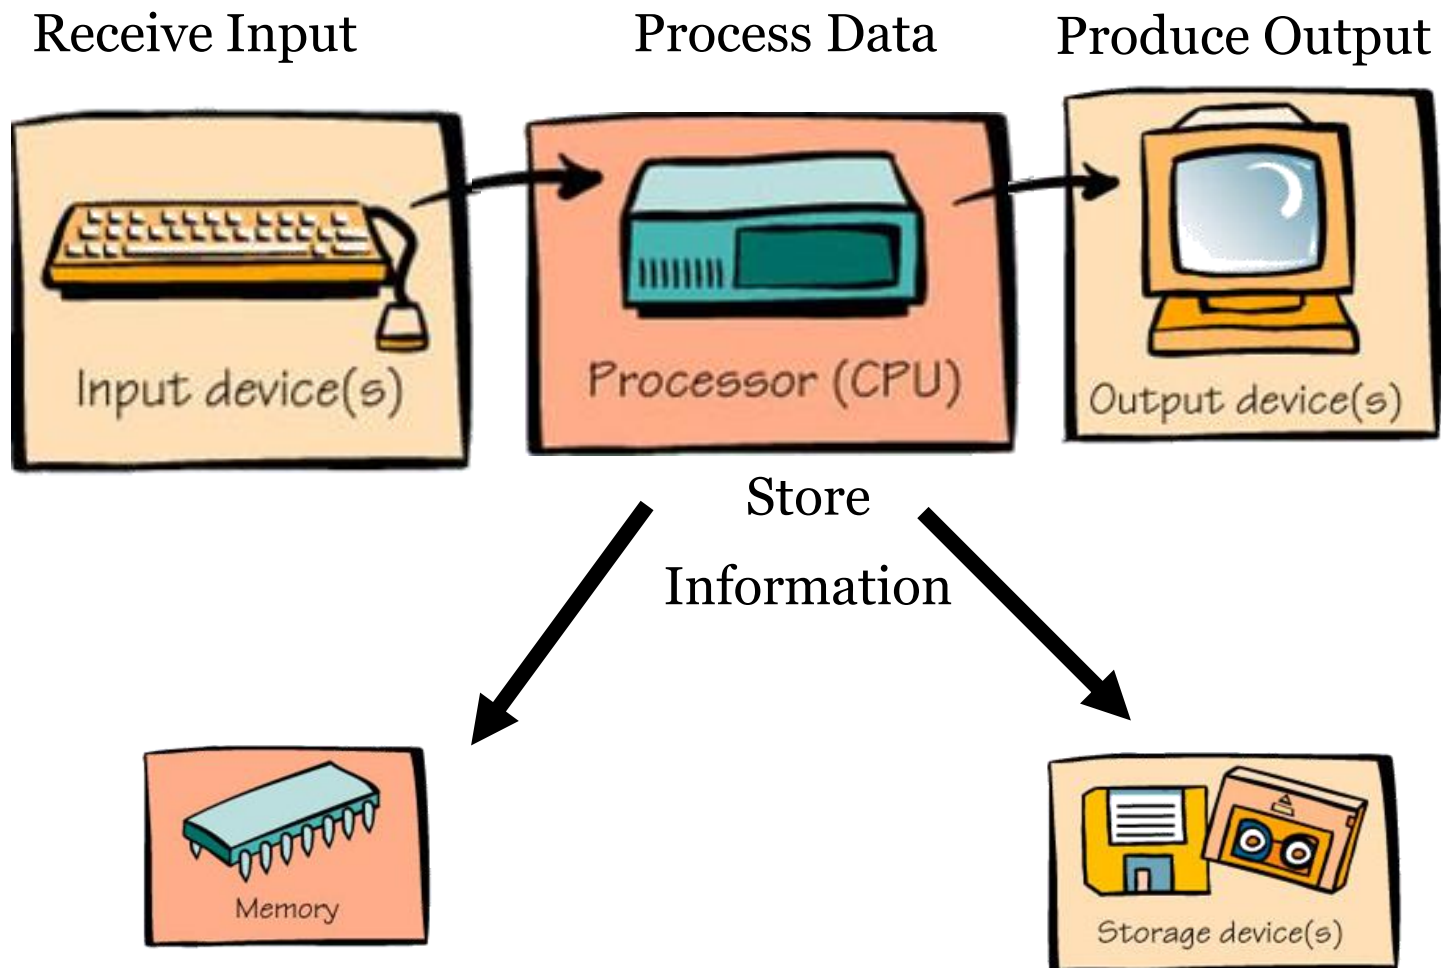 Receive Input
Process Data
Produce Output
Input device(s)
Processor (CPU)
Output device(s)
Store
Information
Memory
Storage device(s)